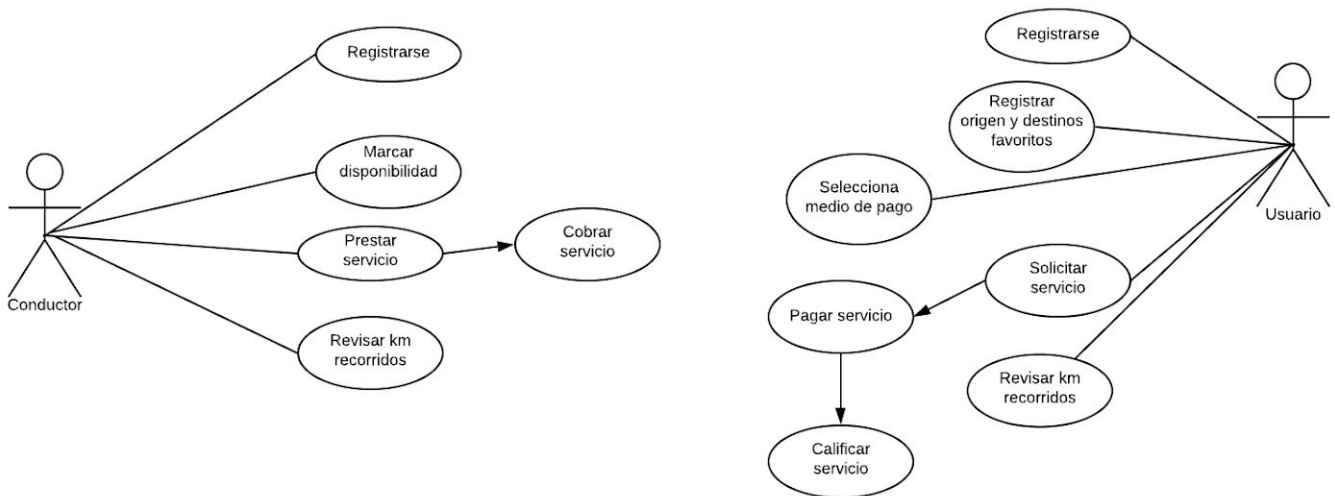 Registrarse
Marcar
disponibilidad
Prestar
servicio
Cobrar
servicio
Revisar km
recorridos
Conductor
Registrarse
Registrar
origen y destinos
favoritos
Selecciona
medio de pago
Solicitar
servicio
Pagar servicio
Revisar km
recorridos
Calificar
servicio
Usuario